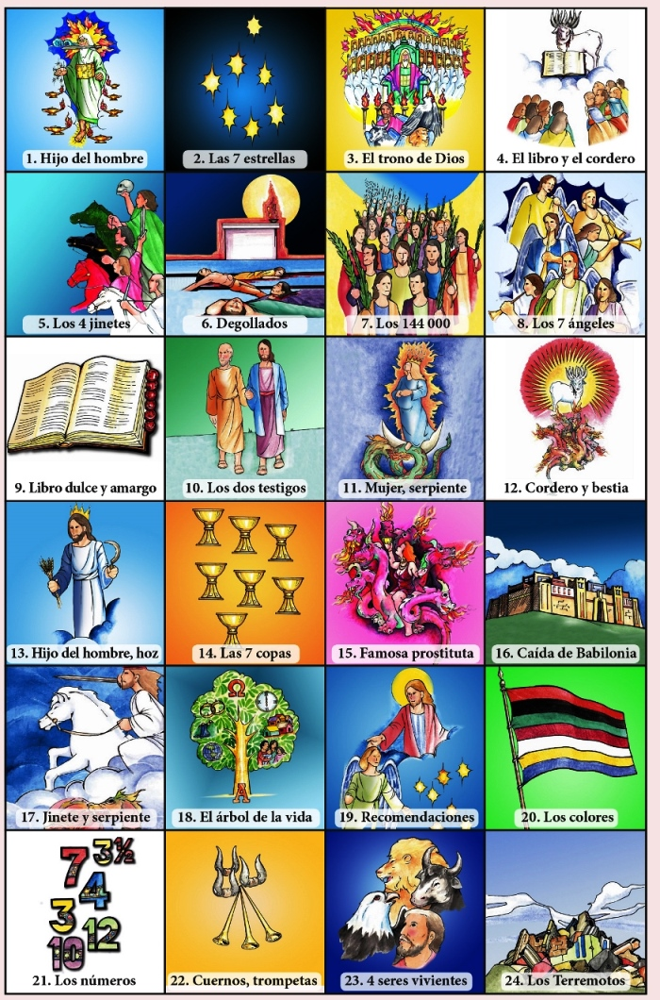 1. Hijo del hombre
2. Las 7 estrellas
3. El trono de Dios
4. El libro y el cordero
5. Los 4 jinetes
6. Degollados
7. Los 144 000
8. Los 7 ángeles
9. Libro dulce y amargo
10. Los dos testigos
11. Mujer, serpiente
12. Cordero y bestia
13. Hijo del hombre, hoz
14. Las 7 copas
15. Famosa prostituta
16. Caída de Babilonia
17. Jinete y serpiente
Ω
A
18. El árbol de la vida
19. Recomendaciones
20. Los colores
7 3½
4
3
10 12
21. Los números
22. Cuernos, trompetas
23. 4 seres vivientes
24. Los Terremotos